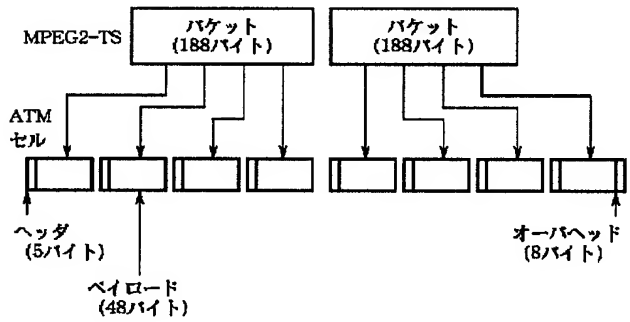 MPEG2-TS
パケット
(188バイト)
パケット
(188バイト)
ATM
セル
ヘッダ
(5バイト)
ペイロード
(48バイト)
オーバヘッド
(8バイト)